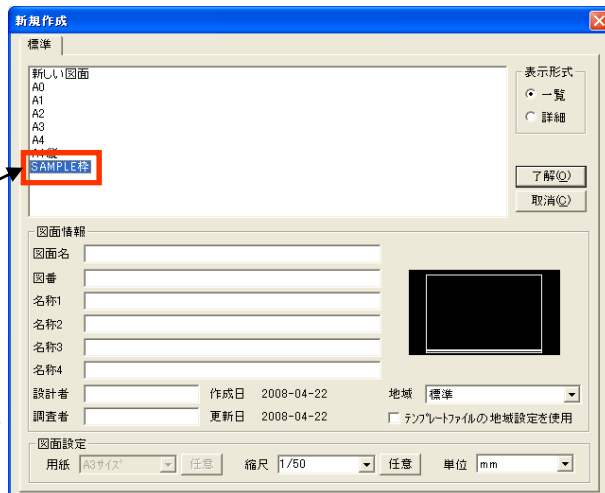 新規作成
標準
新しい図面
A0
A1
A2
A3
A4
SAMPLE枠
表示形式
一覧
詳細
了解(O)
取消(C)
図面情報
図面名
図番
名称1
名称2
名称3
名称4
設計者 作成日 2008-04-22 地域 標準
調査者 更新日 2008-04-22 テンプレートファイルの地域設定を使用
図面設定
用紙 A3サイズ 任意 縮尺 1/50 任意 単位 mm